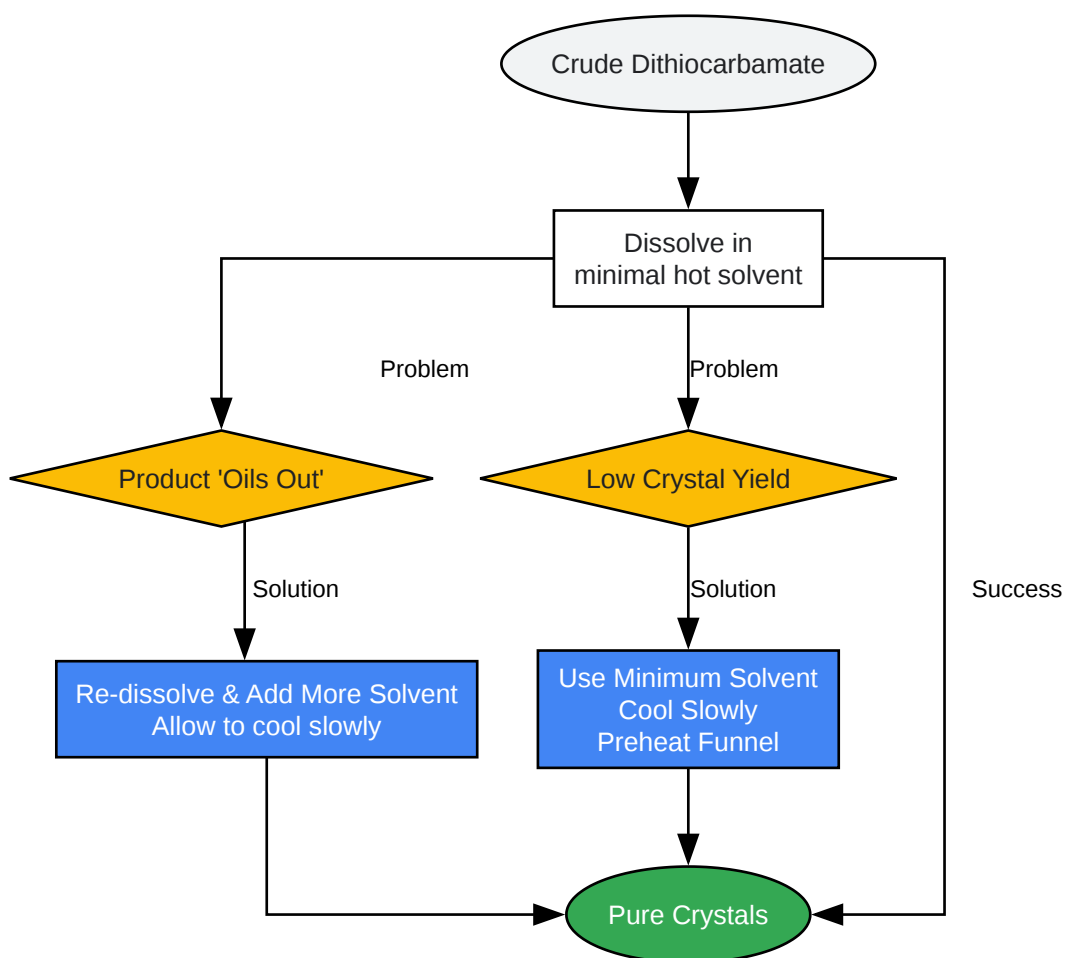 Crude Dithiocarbamate
Dissolve in
minimal hot solvent
Problem
Problem
Product 'Oils Out'
Low Crystal Yield
Solution
Solution
Success
Re-dissolve & Add More Solvent
Allow to cool slowly
Use Minimum Solvent
Cool Slowly
Preheat Funnel
Pure Crystals